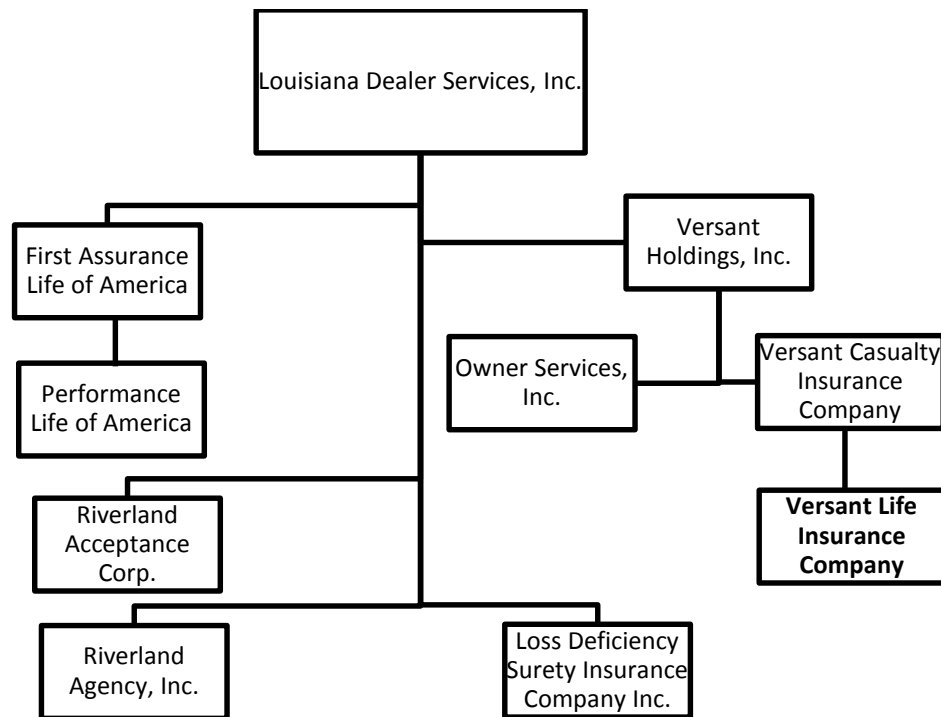 Louisiana Dealer Services, Inc.
First Assurance
Life of America
Versant
Holdings, Inc.
Performance
Life of America
Owner Services,
Inc.
Versant Casualty
Insurance
Company
Riverland
Acceptance
Corp.
Versant Life
Insurance
Company
Riverland
Agency, Inc.
Loss Deficiency
Surety Insurance
Company Inc.